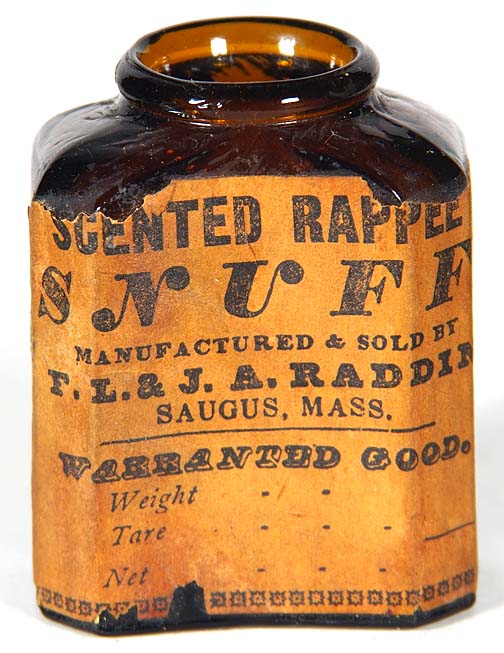 SCENTED RAPPEE
SNUFF
MANUFACTURED & SOLD BY
F. L. & J. A. RADDIN
SAUGUS, MASS.
WARRANTED GOOD.
Weight - -
Tare - - -
Net - - -